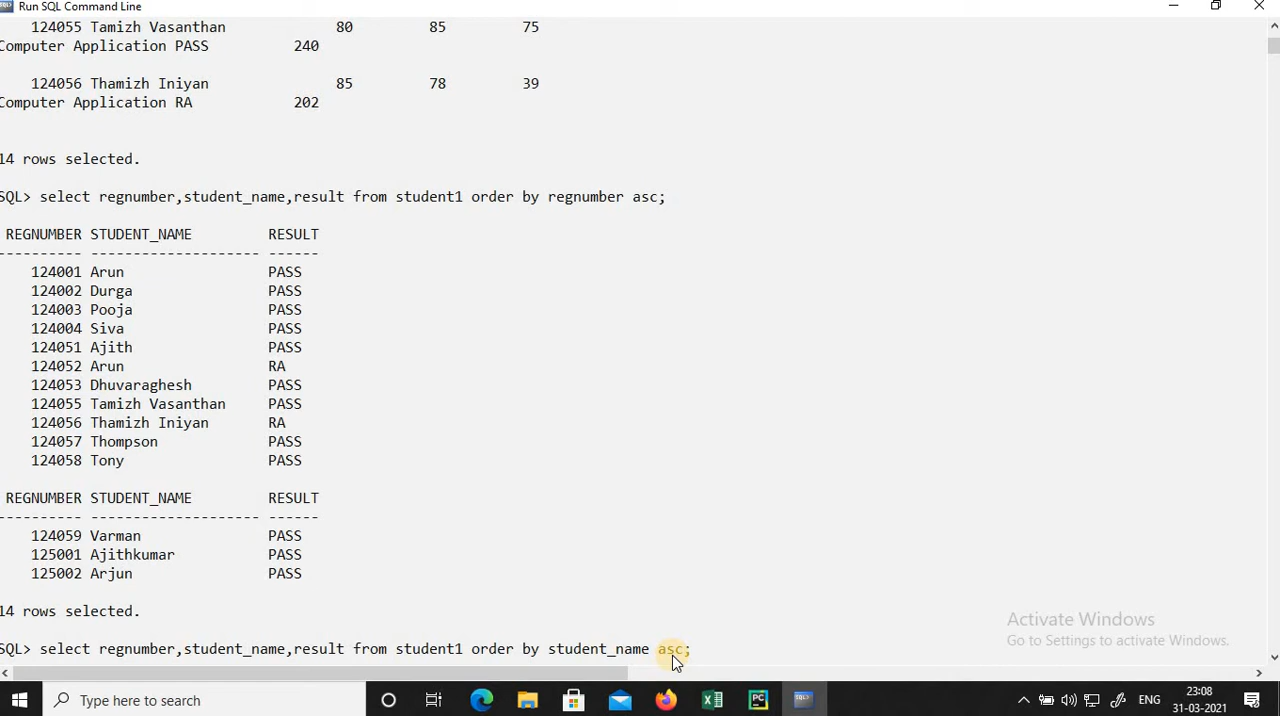 Run SQL Command Line
124055 Tamizh Vasanthan 80 85 75
Computer Application PASS 240
124056 Thamizh Iniyan 85 78 39
Computer Application RA 202
14 rows selected.
SQL> select regnumber,student_name,result from student1 order by regnumber asc;
REGNUMBER STUDENT_NAME RESULT
---------- -------------------- ------
124001 Arun PASS
124002 Durga PASS
124003 Pooja PASS
124004 Siva PASS
124051 Ajith PASS
124052 Arun RA
124053 Dhuvaraghesh PASS
124055 Tamizh Vasanthan PASS
124056 Thamizh Iniyan RA
124057 Thompson PASS
124058 Tony PASS
REGNUMBER STUDENT_NAME RESULT
---------- -------------------- ------
124059 Varman PASS
125001 Ajithkumar PASS
125002 Arjun PASS
14 rows selected.
SQL> select regnumber,student_name,result from student1 order by student_name asc;
Activate Windows
Go to Settings to activate Windows.
Type here to search
ENG
23:08
31-03-2021